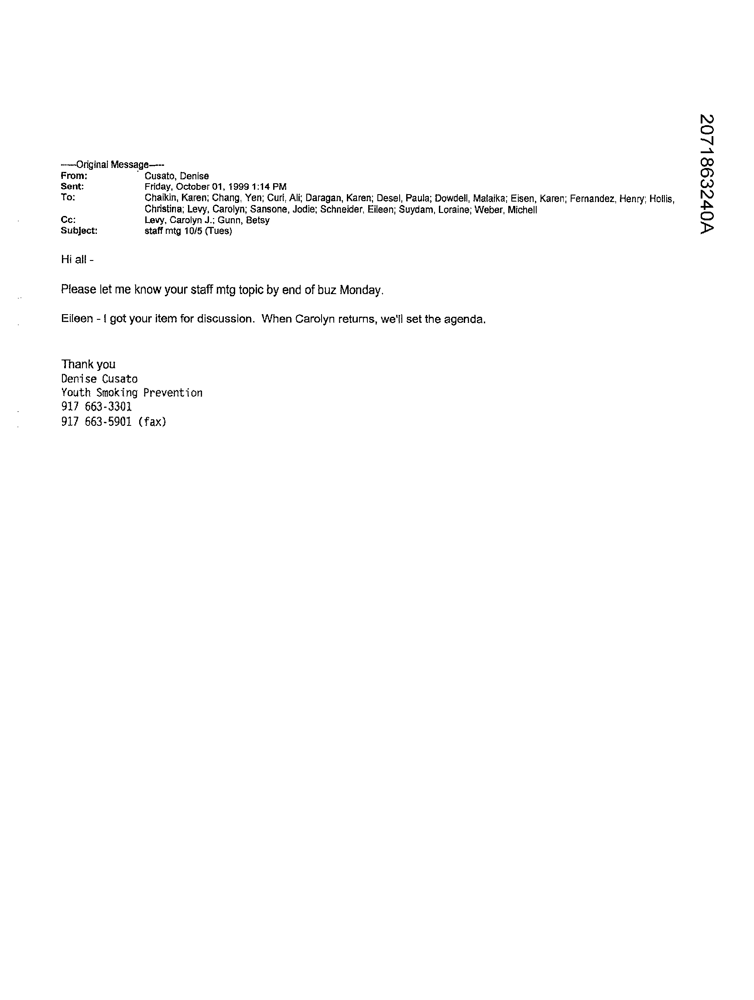 2071863240A
-----Original Message-----
From: Cusato, Denise
Sent: Friday, October 01, 1999 1:14 PM
To: Chaikin, Karen; Chang, Yen; Curi, Ali; Daragan, Karen; Desel, Paula; Dowdell, Malaika; Eisen, Karen; Fernandez, Henry; Hollis,
Christina; Levy, Carolyn; Sansone, Jodie; Schneider, Eileen; Suydam, Loraine; Weber, Michell
Cc: Levy, Carolyn J.; Gunn, Betsy
Subject: staff mtg 10/5 (Tues)
Hi all -
Please let me know your staff mtg topic by end of buz Monday.
Eileen - I got your item for discussion. When Carolyn returns, we'll set the agenda.
Thank you
Denise Cusato
Youth Smoking Prevention
917 663-3301
917 663-5901 (fax)